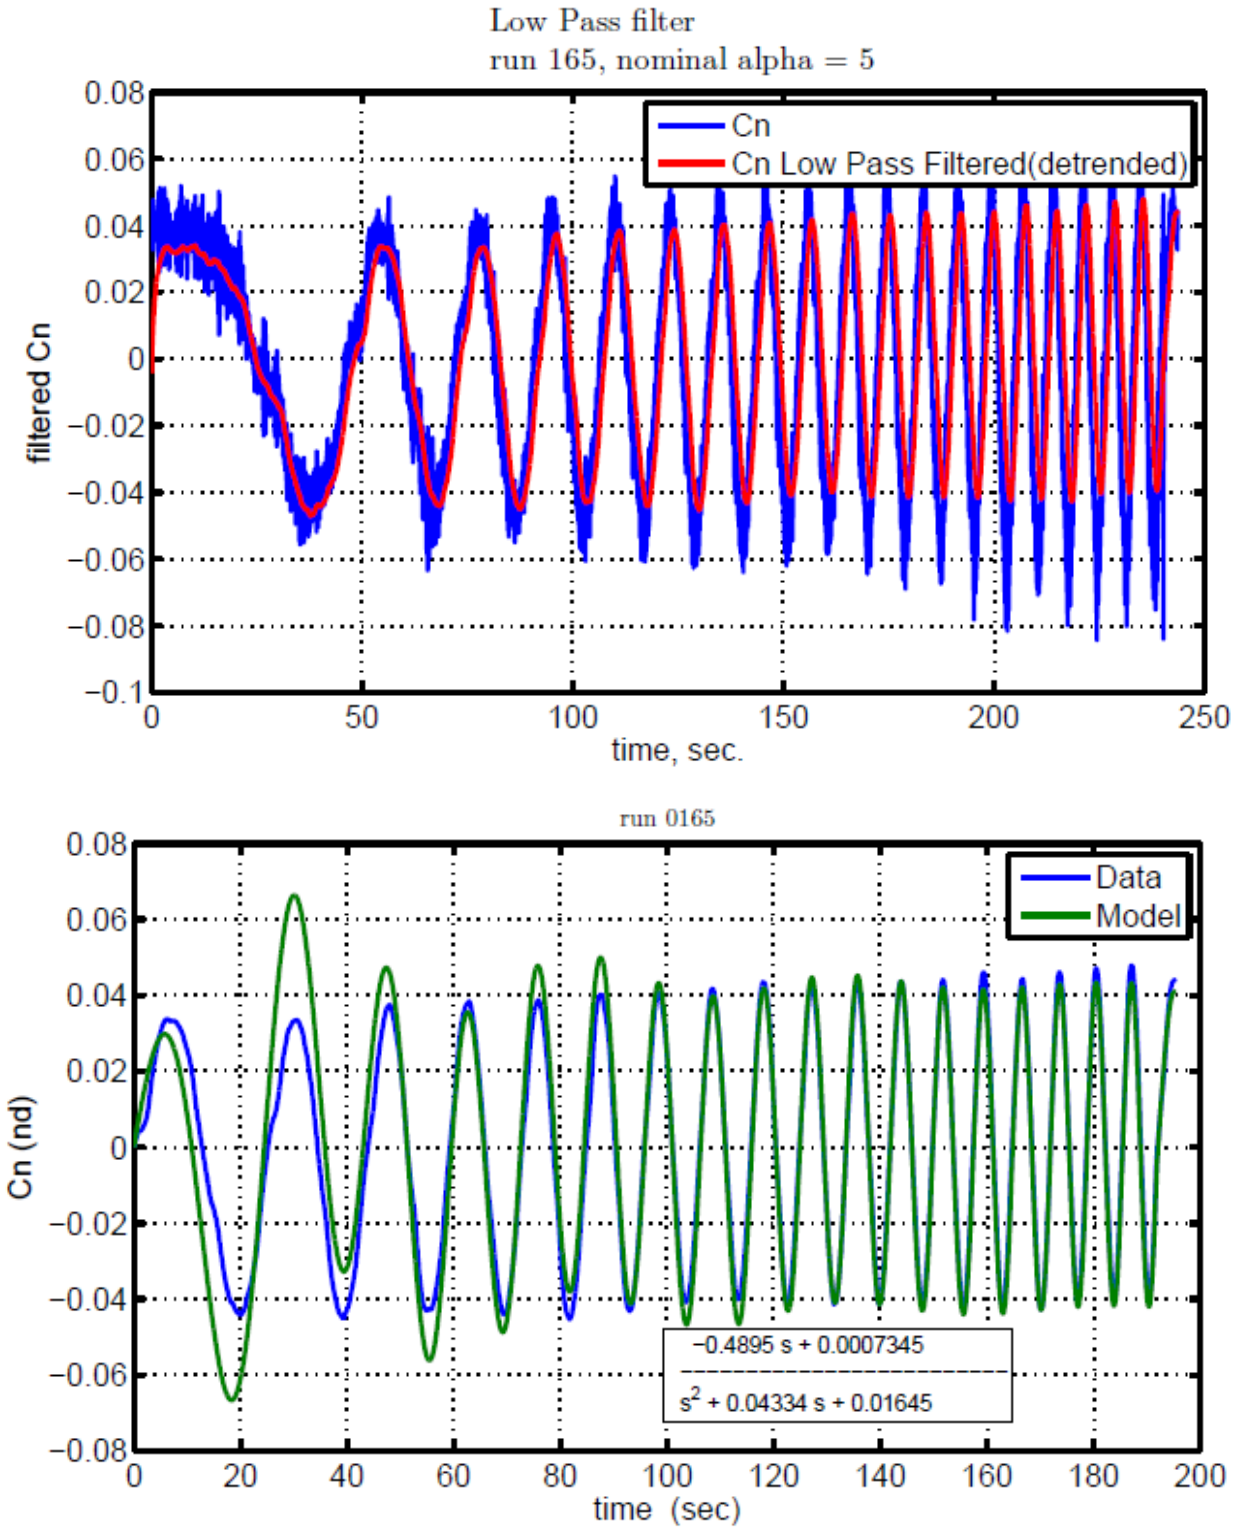 Low Pass filter
run 165, nominal alpha = 5
0.08
0.06
0.04
0.02
0
−0.02
−0.04
−0.06
−0.08
−0.1
filtered Cn
Cn
Cn Low Pass Filtered(detrended)
0 50 100 150 200 250
time, sec.
run 0165
0.08
0.06
0.04
0.02
0
−0.02
−0.04
−0.06
−0.08
Cn (nd)
Data
Model
−0.4895 s + 0.0007345
------------------------------
s² + 0.04334 s + 0.01645
0 20 40 60 80 100 120 140 160 180 200
time (sec)